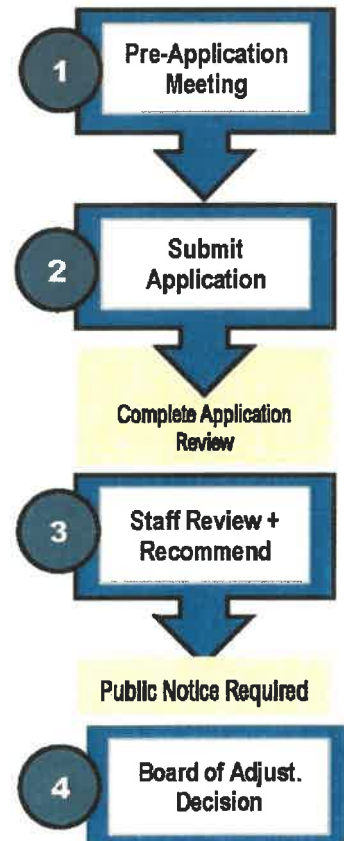 1
Pre-Application
Meeting
2
Submit
Application
Complete Application
Review
3
Staff Review +
Recommend
Public Notice Required
4
Board of Adjust.
Decision